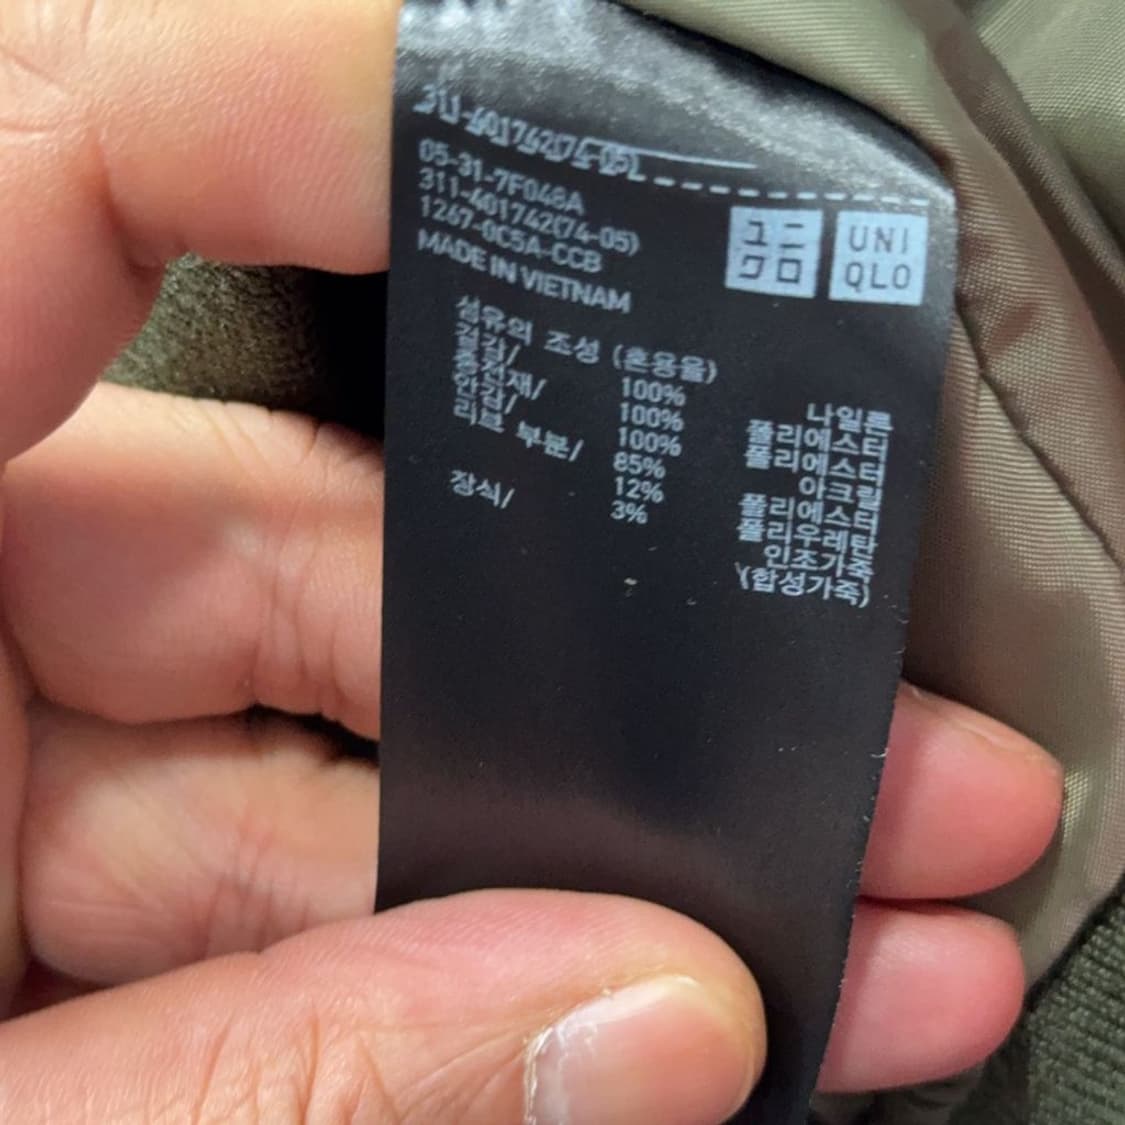 311-401742(74-05)
05-31-7F048A
311-401742(74-05)
1267-0C5A-CCB
MADE IN VIETNAM
ユニ
クロ
UNI
QLO
섬유의 조성 (혼용율)
겉감/ 100% 나일론
충전재/ 100% 폴리에스터
안감/ 100% 폴리에스터
리브 부분/ 85% 아크릴
12% 폴리에스터
3% 폴리우레탄
장식/ 인조가죽
(합성가죽)